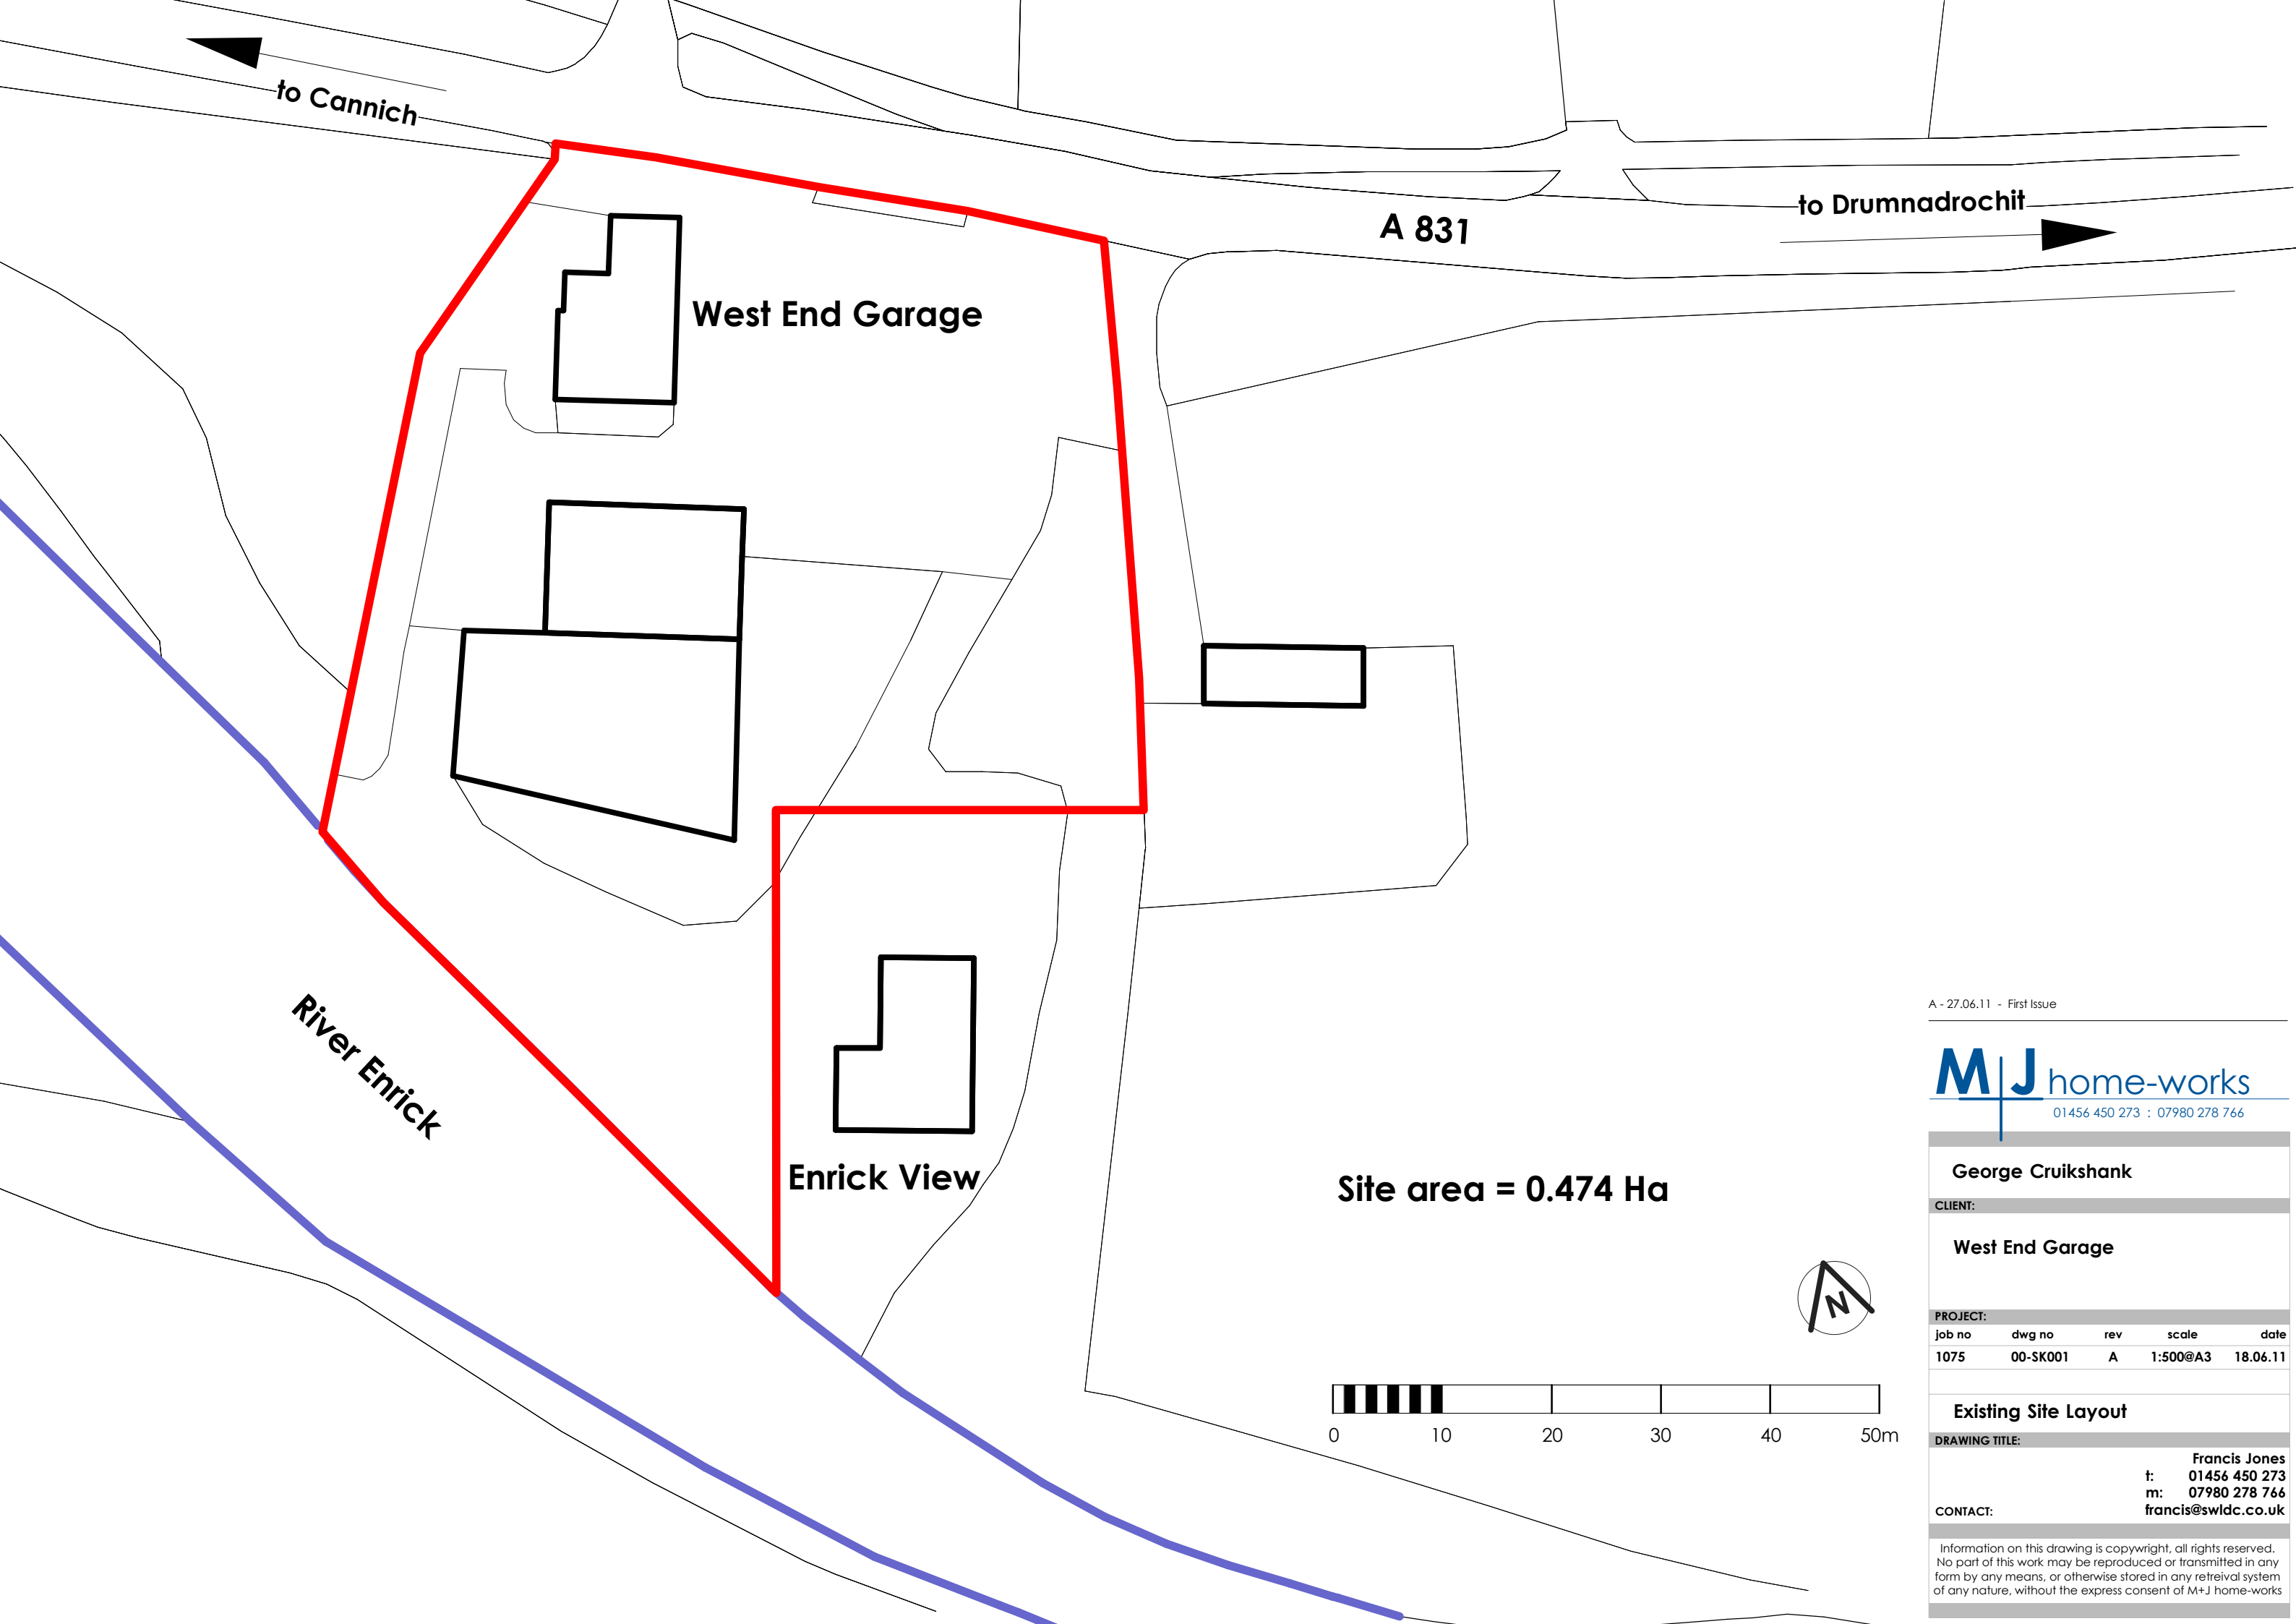 to Cannich
to Drumnadrochit
A 831
West End Garage
River Enrick
Enrick View
Site area = 0.474 Ha
N
0 10 20 30 40 50m
A - 27.06.11 - First Issue
M J home-works
01456 450 273 : 07980 278 766
George Cruikshank
CLIENT:
West End Garage
PROJECT:
job no dwg no rev scale date
1075 00-SK001 A 1:500@A3 18.06.11
Existing Site Layout
DRAWING TITLE:
Francis Jones
t: 01456 450 273
m: 07980 278 766
CONTACT: francis@swldc.co.uk
Information on this drawing is copywright, all rights reserved.
No part of this work may be reproduced or transmitted in any
form by any means, or otherwise stored in any retreival system
of any nature, without the express consent of M+J home-works